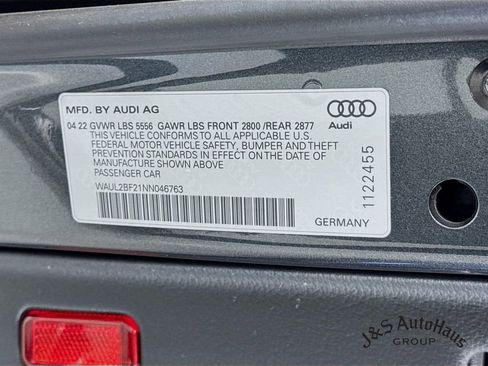 MFD. BY AUDI AG
04.22 GVWR LBS 5556 GAWR LBS FRONT 2800 /REAR 2877
THIS VEHICLE CONFORMS TO ALL APPLICABLE U.S.
FEDERAL MOTOR VEHICLE SAFETY, BUMPER AND THEFT
PREVENTION STANDARDS IN EFFECT ON THE DATE OF
MANUFACTURE SHOWN ABOVE.
PASSENGER CAR
WAUL2BF21NN046763
Audi
1122455
GERMANY
J&S AUTOHAUS
GROUP